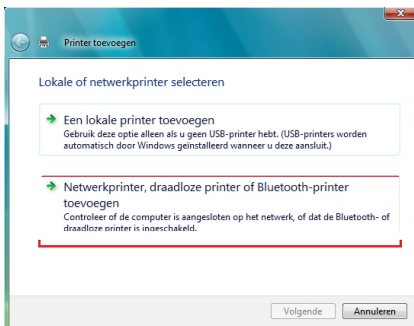 Printer toevoegen
Lokale of netwerkprinter selecteren
Een lokale printer toevoegen
Gebruik deze optie alleen als u geen USB-printer hebt. (USB-printers worden
automatisch door Windows geïnstalleerd wanneer u deze aansluit.)
Netwerkprinter, draadloze printer of Bluetooth-printer
toevoegen
Controleer of de computer is aangesloten op het netwerk, of dat de Bluetooth- of
draadloze printer is ingeschakeld.
Volgende Annuleren